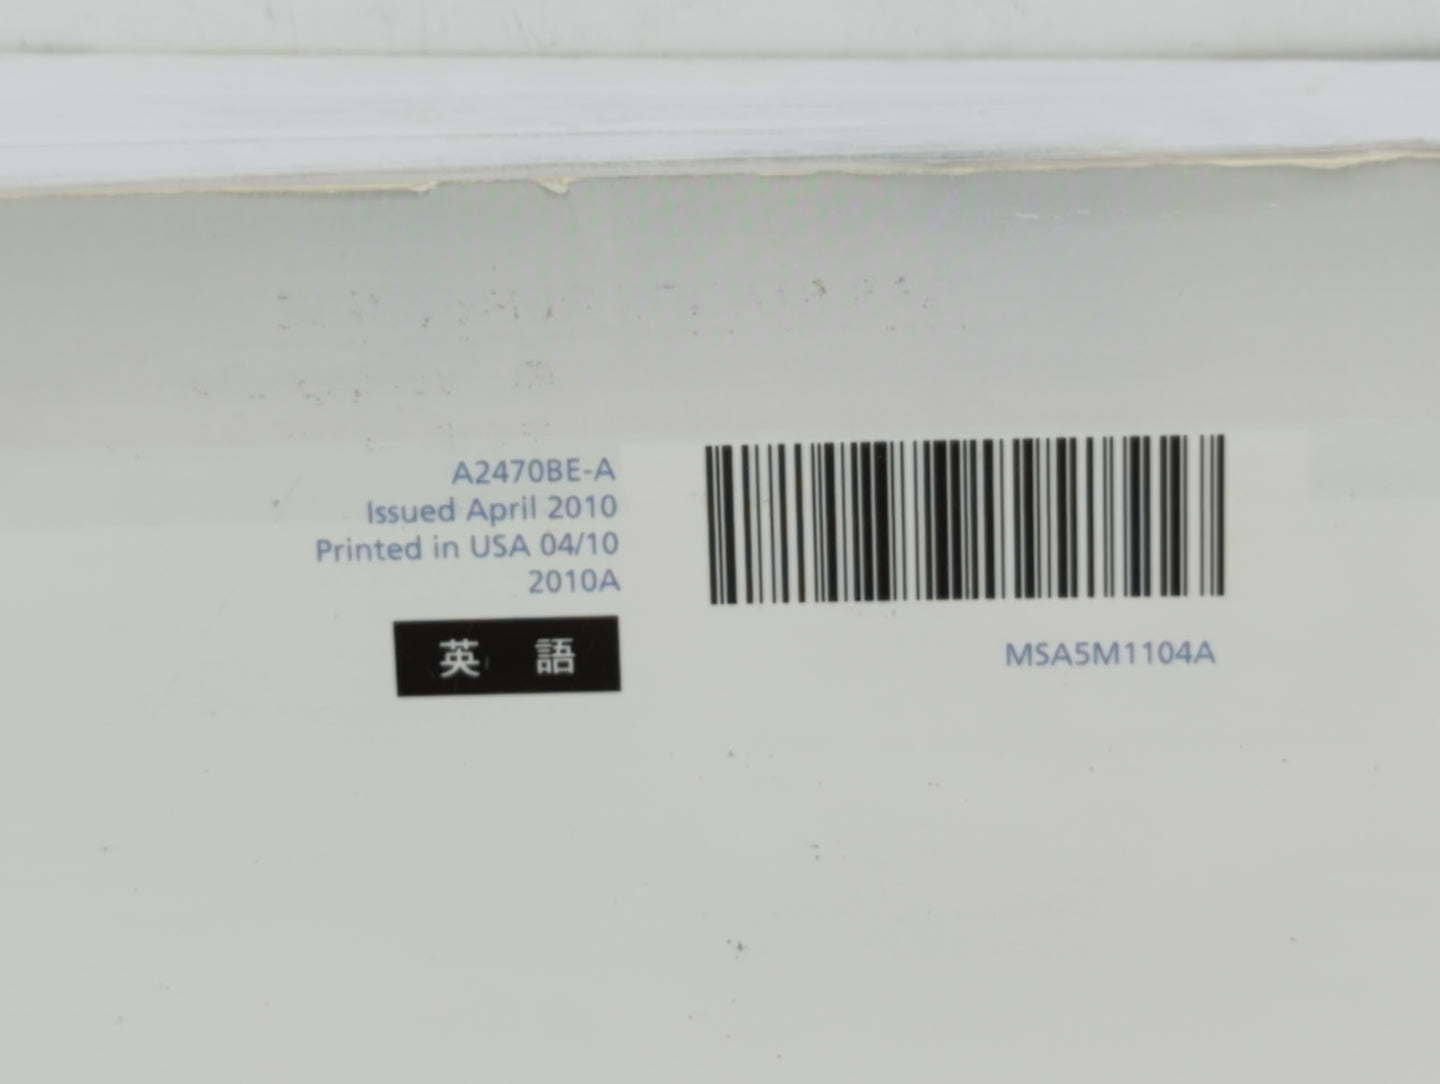 A2470BE-A
Issued April 2010
Printed in USA 04/10
2010A
英 語
MSA5M1104A